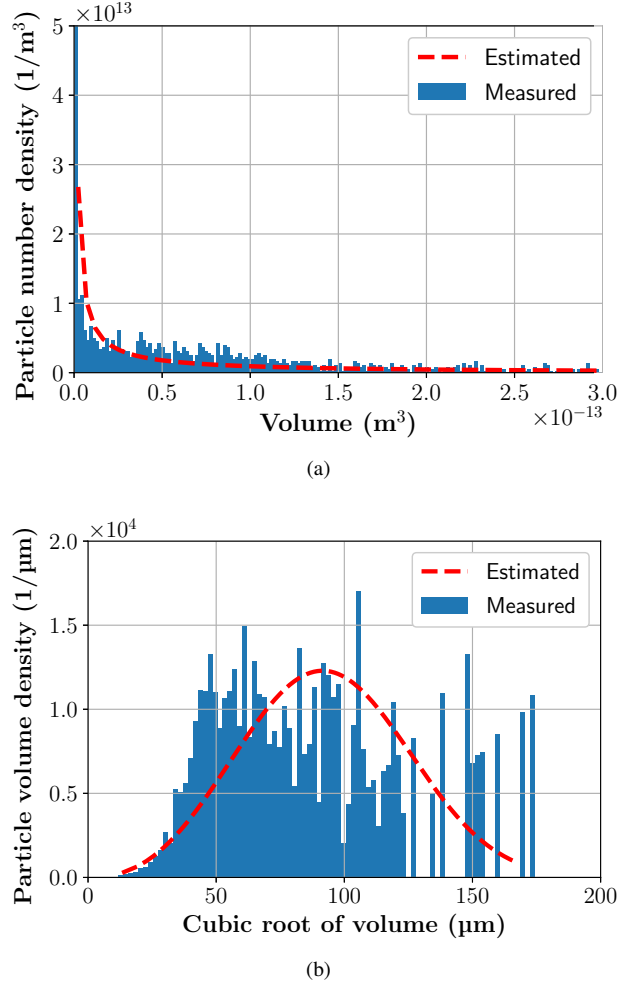 ×10¹³
Particle number density (1/m³)
5
4
3
2
1
0
Estimated
Measured
0.0 0.5 1.0 1.5 2.0 2.5 3.0
Volume (m³)
×10⁻¹³
(a)
×10⁴
Particle volume density (1/µm)
2.0
1.5
1.0
0.5
0.0
Estimated
Measured
0 50 100 150 200
Cubic root of volume (µm)
(b)